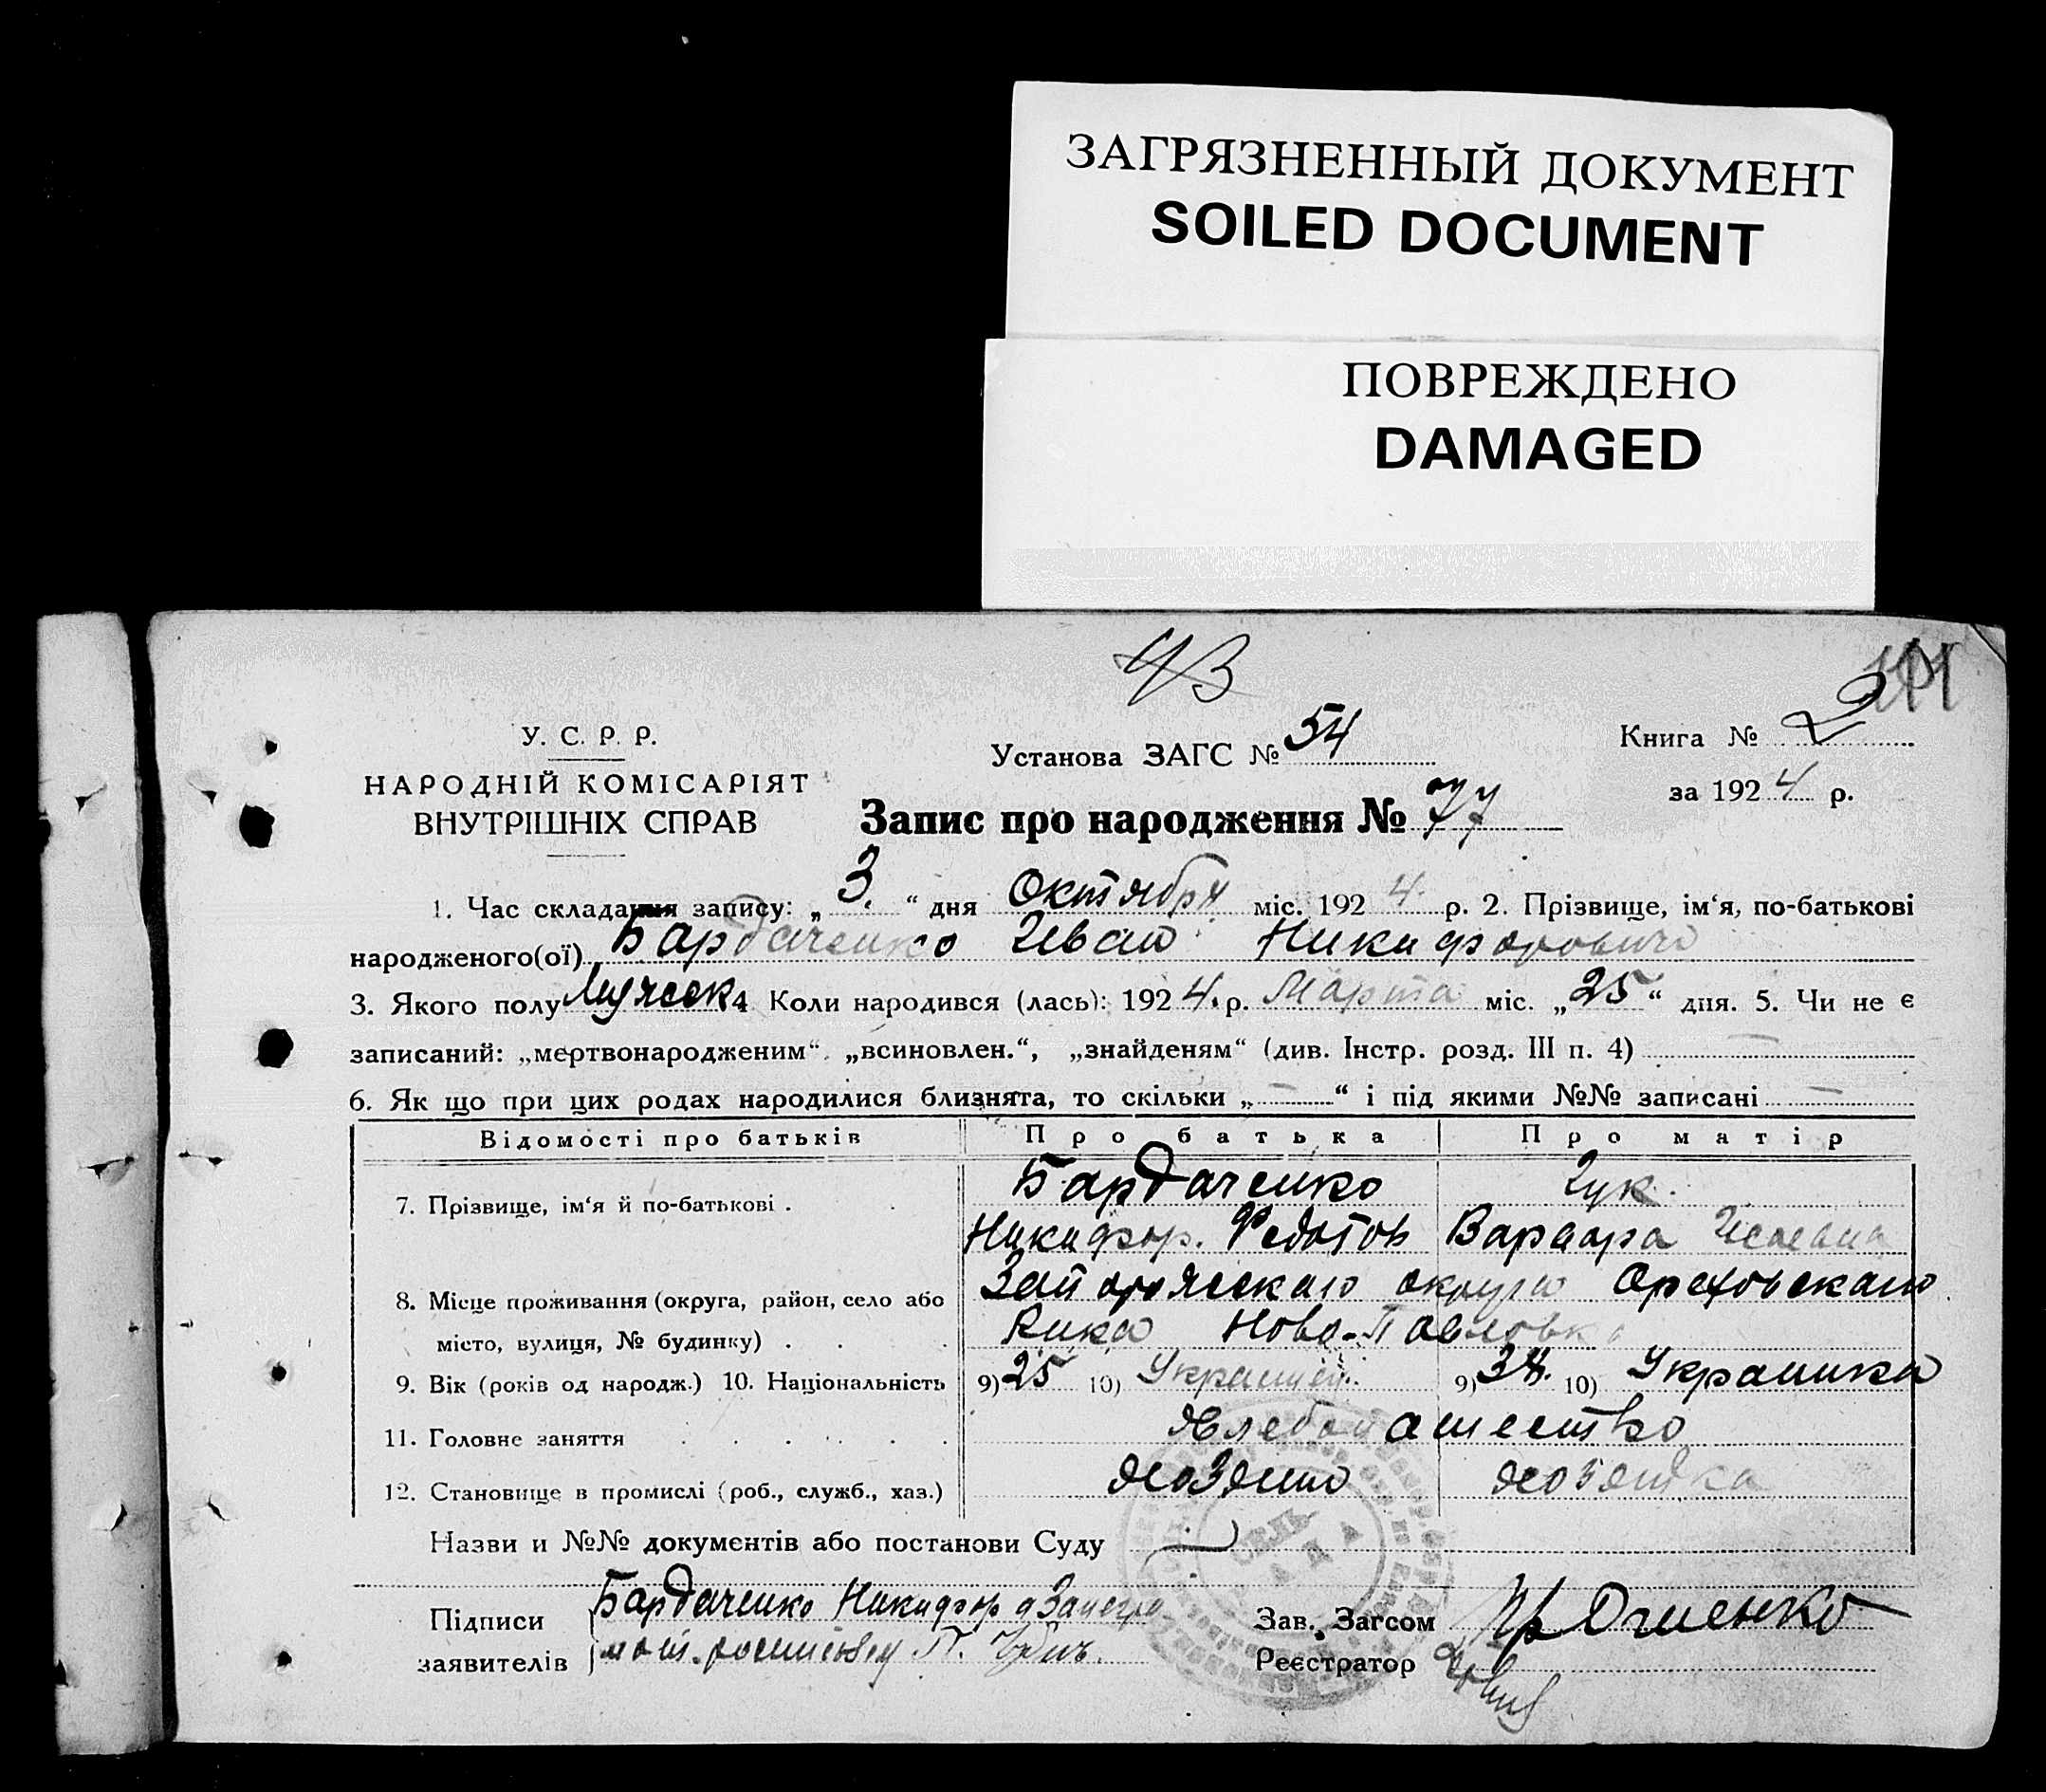 ЗАГРЯЗНЕННЫЙ ДОКУМЕНТ
SOILED DOCUMENT
ПОВРЕЖДЕНО
DAMAGED
43
У. С. Р. Р.
НАРОДНІЙ КОМІСАРІЯТ
ВНУТРІШНІХ СПРАВ
Установа ЗАГС № 54
Книга № 2
за 1924 р.
Запис про народження № 77
1. Час складання запису: „ 3. “ дня Октября міс. 1924 р. 2. Прізвище, ім‘я, по-батькові
народженого(ої) Бардаченко Иван Никифорович
3. Якого полу Мужеск 4 Коли народився (лась): 1924. р. Марта міс. „ 25 “ дня. 5. Чи не є
записаний: „мертвонародженим“, „всиновлен.“, „знайденям“ (див. Інстр. розд. III п. 4)
6. Як що при цих родах народилися близнята, то скільки „ — “ і під якими №№ записані —
Відомості про батьків Про батька Про матір
7. Прізвище, ім‘я й по-батькові . Бардаченко
Никифор. Федотов Варвара
8. Місце проживання (округа, район, село або Запорожскаго округа Ореховскаго
місто, вулиця, № будинку) . . Рика Ново-Павловка
9. Вік (років од народж.) 10. Національність 9) 25 10) Украинец 9) 10) Украинка
11. Головне заняття Хлебопашество
12. Становище в промислі (роб., служб., хаз.) хозяин хозяйка
Назви и №№ документів або постанови Суду
Підписи Бардаченко Никифор Зав. Загсом
заявителів Реєстратор